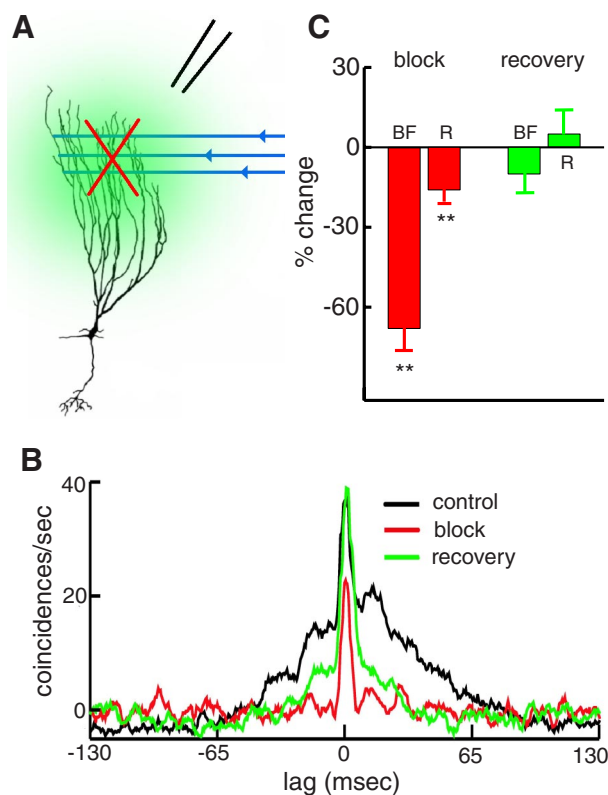 A
C
block recovery
30
BF R BF
0
R
-30
**
-60
**
% change
B
40
control
block
recovery
20
0
coincidences/sec
-130 -65 0 65 130
lag (msec)